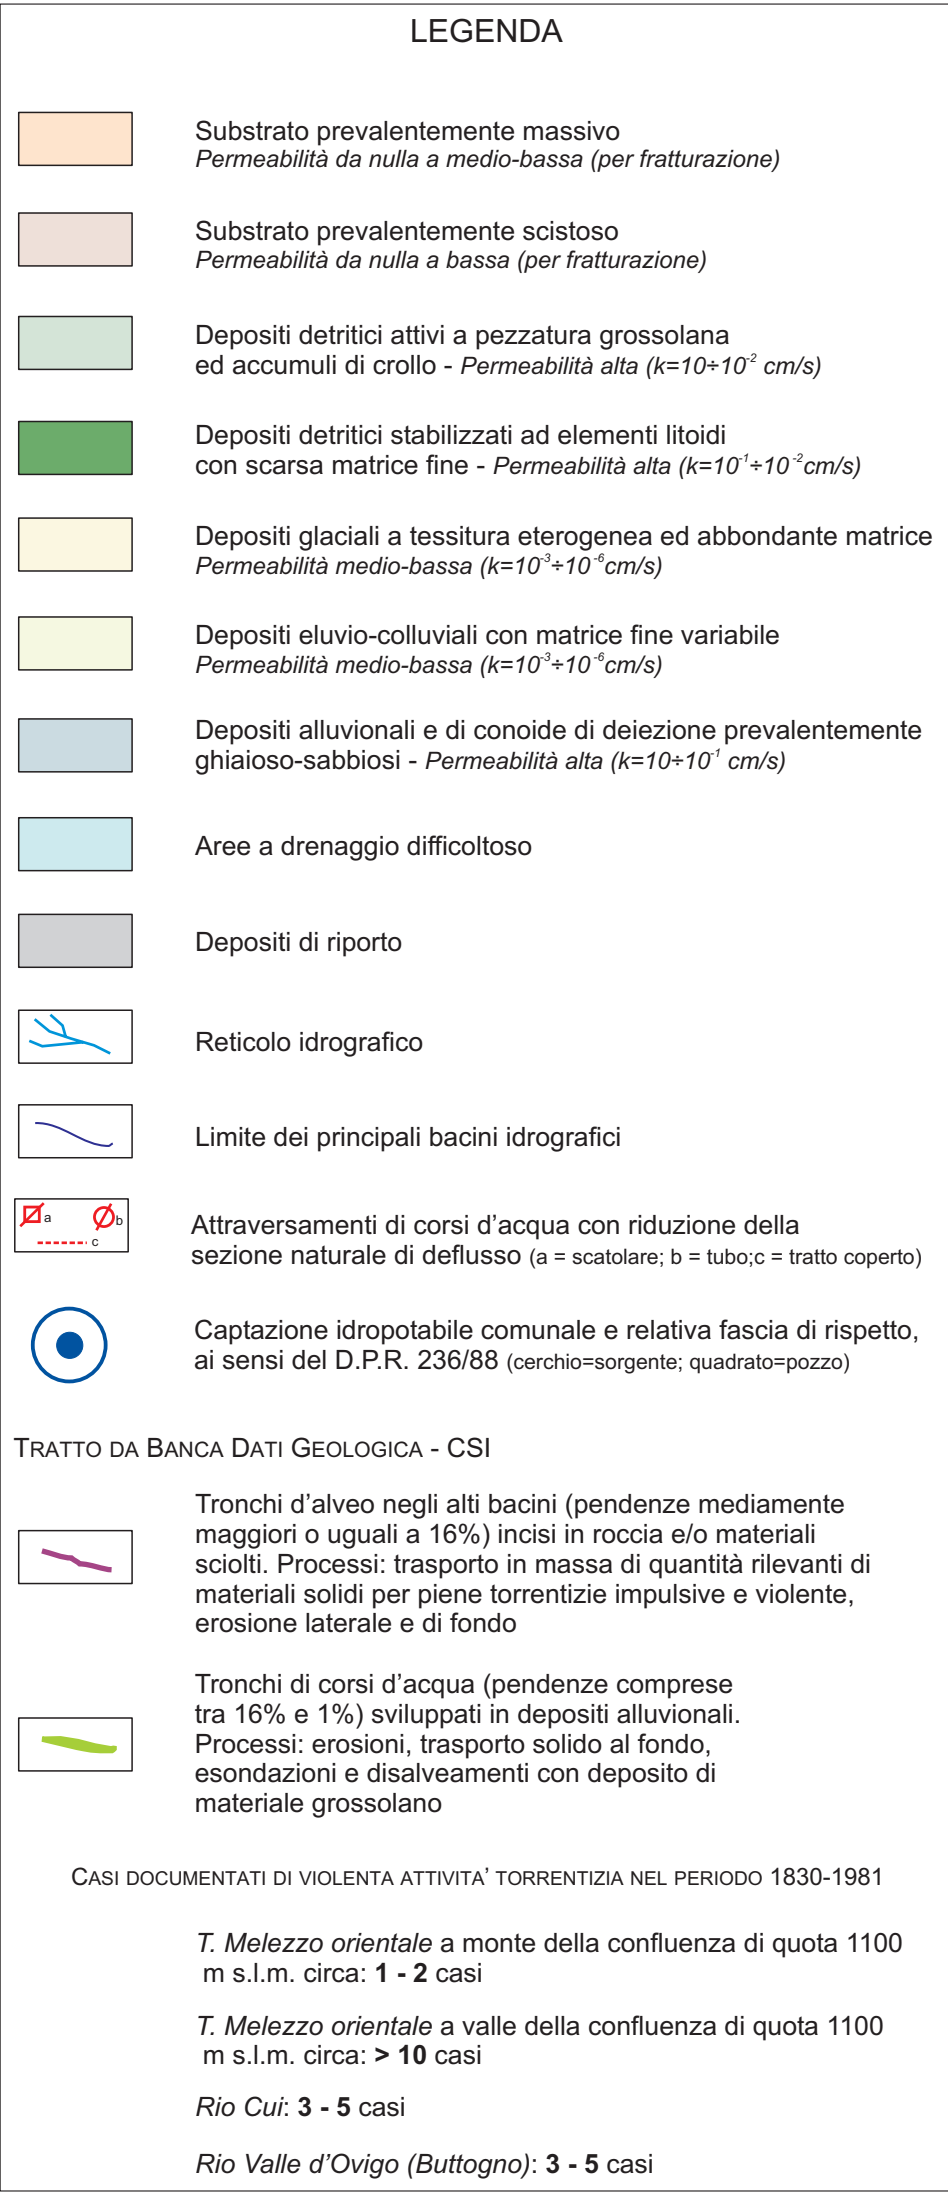 LEGENDA
Substrato prevalentemente massivo
Permeabilità da nulla a medio-bassa (per fratturazione)
Substrato prevalentemente scistoso
Permeabilità da nulla a bassa (per fratturazione)
Depositi detritici attivi a pezzatura grossolana
ed accumuli di crollo - Permeabilità alta (k=10÷10⁻² cm/s)
Depositi detritici stabilizzati ad elementi litoidi
con scarsa matrice fine - Permeabilità alta (k=10⁻¹÷10⁻²cm/s)
Depositi glaciali a tessitura eterogenea ed abbondante matrice
Permeabilità medio-bassa (k=10⁻³÷10⁻⁶cm/s)
Depositi eluvio-colluviali con matrice fine variabile
Permeabilità medio-bassa (k=10⁻³÷10⁻⁶cm/s)
Depositi alluvionali e di conoide di deiezione prevalentemente
ghiaioso-sabbiosi - Permeabilità alta (k=10÷10⁻¹ cm/s)
Aree a drenaggio difficoltoso
Depositi di riporto
Reticolo idrografico
Limite dei principali bacini idrografici
a b
c
Attraversamenti di corsi d'acqua con riduzione della
sezione naturale di deflusso (a = scatolare; b = tubo;c = tratto coperto)
Captazione idropotabile comunale e relativa fascia di rispetto,
ai sensi del D.P.R. 236/88 (cerchio=sorgente; quadrato=pozzo)
TRATTO DA BANCA DATI GEOLOGICA - CSI
Tronchi d'alveo negli alti bacini (pendenze mediamente
maggiori o uguali a 16%) incisi in roccia e/o materiali
sciolti. Processi: trasporto in massa di quantità rilevanti di
materiali solidi per piene torrentizie impulsive e violente,
erosione laterale e di fondo
Tronchi di corsi d'acqua (pendenze comprese
tra 16% e 1%) sviluppati in depositi alluvionali.
Processi: erosioni, trasporto solido al fondo,
esondazioni e disalveamenti con deposito di
materiale grossolano
CASI DOCUMENTATI DI VIOLENTA ATTIVITA' TORRENTIZIA NEL PERIODO 1830-1981
T. Melezzo orientale a monte della confluenza di quota 1100
m s.l.m. circa: 1 - 2 casi
T. Melezzo orientale a valle della confluenza di quota 1100
m s.l.m. circa: > 10 casi
Rio Cui: 3 - 5 casi
Rio Valle d'Ovigo (Buttogno): 3 - 5 casi